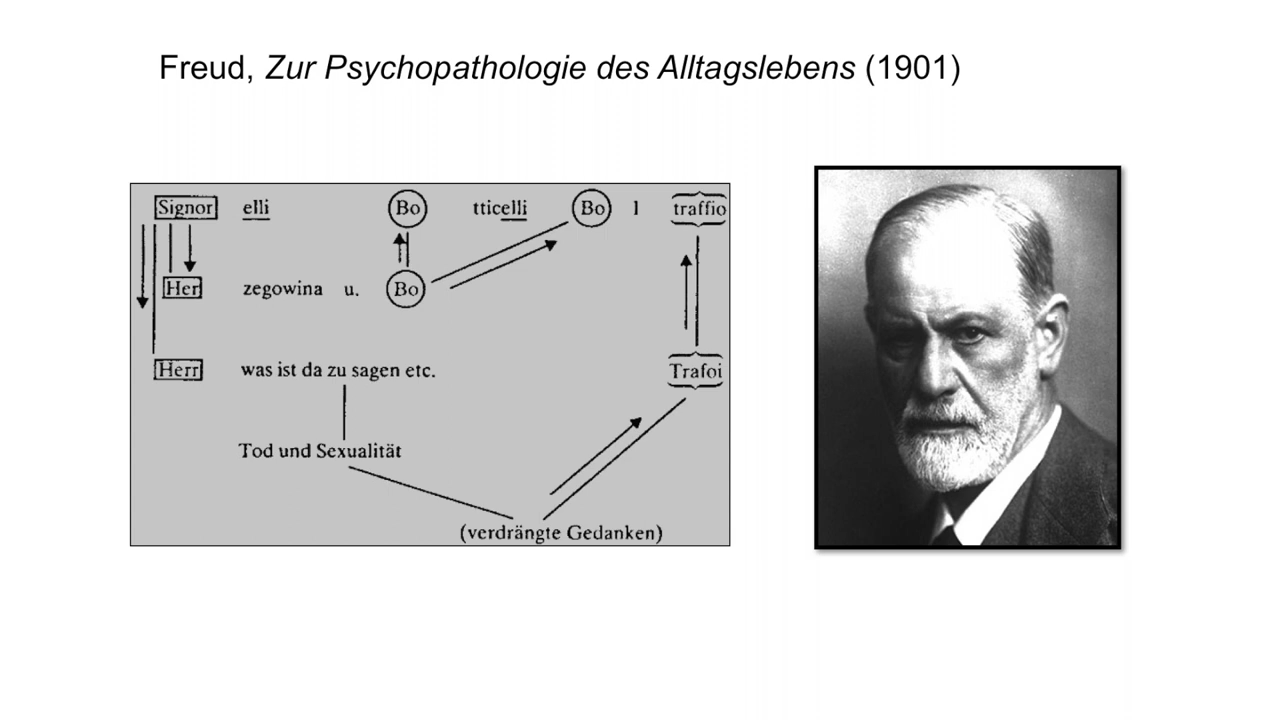 Freud, Zur Psychopathologie des Alltagslebens (1901)
Signor elli Bo tticelli Bo l traffio
Her zegowina u. Bo
Herr was ist da zu sagen etc. Trafoi
Tod und Sexualität
(verdrängte Gedanken)